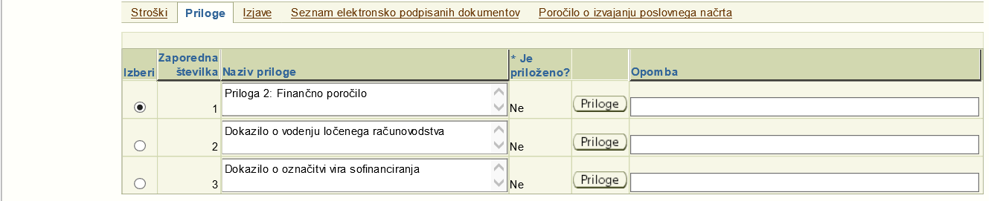 Stroški Priloge Izjave Seznam elektronsko podpisanih dokumentov Poročilo o izvajanju poslovnega načrta
Izberi Zaporedna številka Naziv priloge * Je priloženo? Opomba
1 Priloga 2: Finančno poročilo Ne Priloge
2 Dokazilo o vodenju ločenega računovodstva Ne Priloge
3 Dokazilo o označitvi vira sofinanciranja Ne Priloge